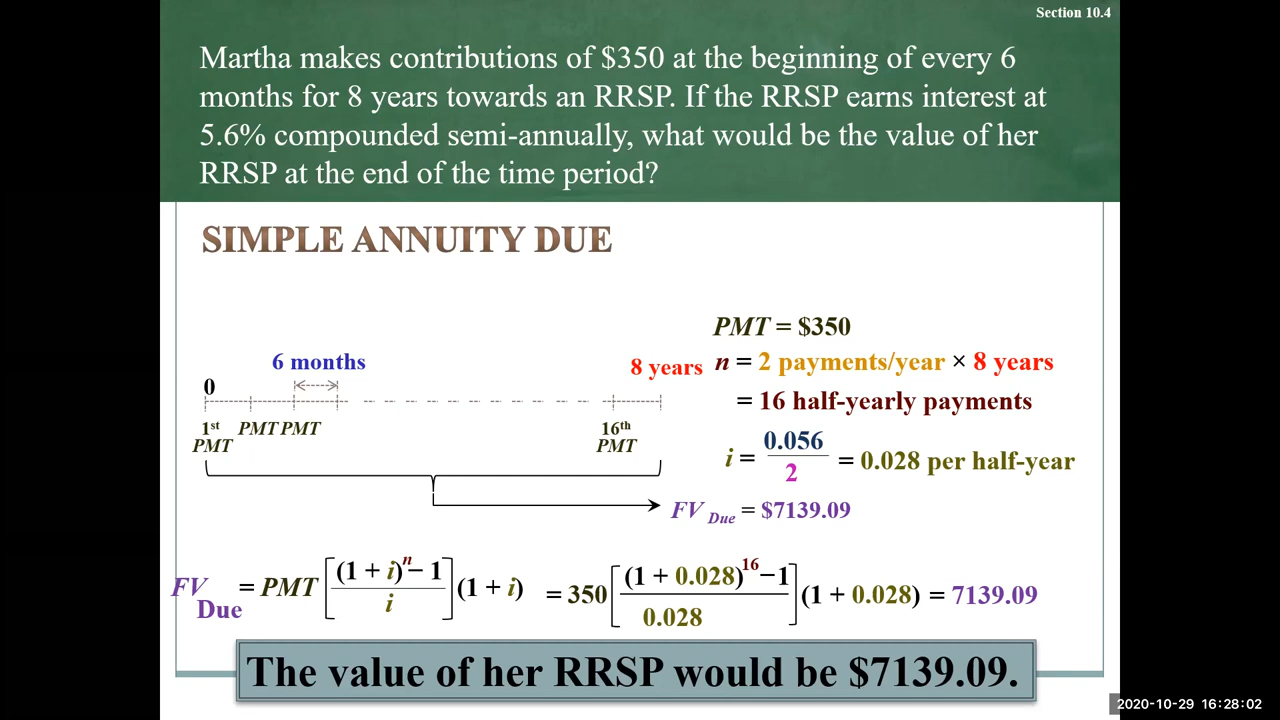 Section 10.4
Martha makes contributions of $350 at the beginning of every 6
months for 8 years towards an RRSP. If the RRSP earns interest at
5.6% compounded semi-annually, what would be the value of her
RRSP at the end of the time period?
SIMPLE ANNUITY DUE
PMT = $350
6 months
8 years
n = 2 payments/year × 8 years
0
= 16 half-yearly payments
1st PMT PMT 16th
PMT PMT
i = 0.056 / 2 = 0.028 per half-year
FV Due = $7139.09
FV Due = PMT [((1 + i)^n − 1) / i] (1 + i) = 350 [((1 + 0.028)^16 − 1) / 0.028] (1 + 0.028) = 7139.09
The value of her RRSP would be $7139.09.
2020-10-29 16:28:02